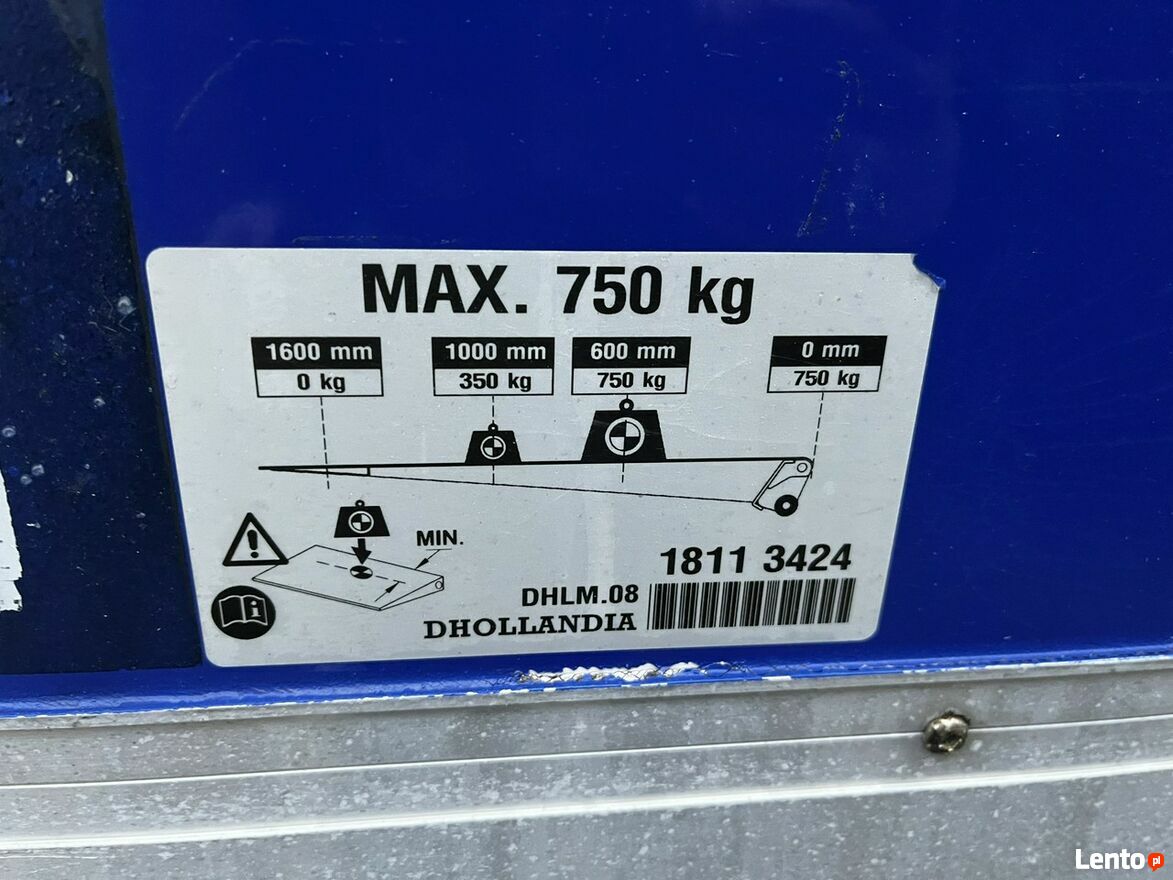 MAX. 750 kg
1600 mm 1000 mm 600 mm 0 mm
0 kg 350 kg 750 kg 750 kg
MIN.
1811 3424
DHLM.08
DHOLLANDIA
Lento.pl